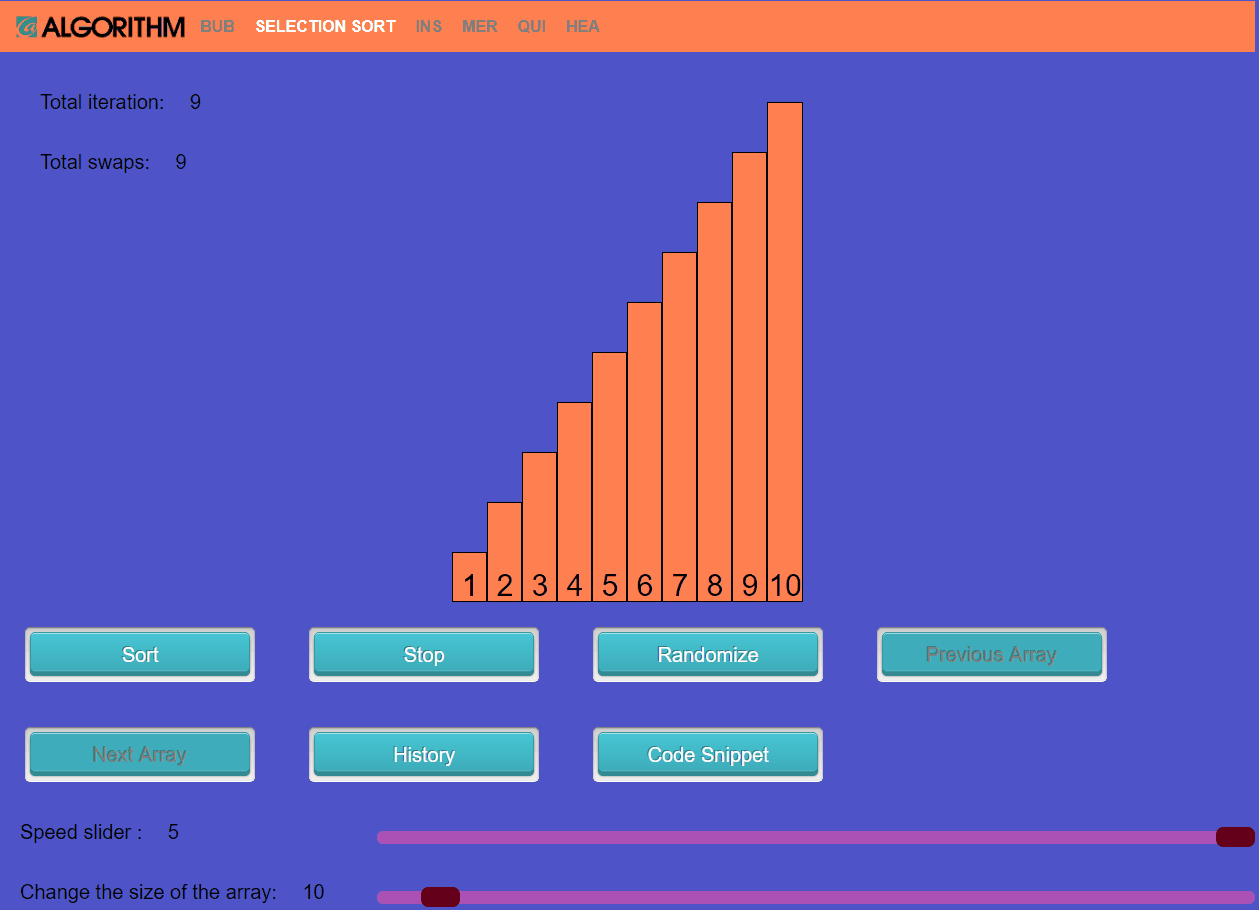 ALGORITHM BUB SELECTION SORT INS MER QUI HEA
Total iteration: 9
Total swaps: 9
1 2 3 4 5 6 7 8 9 10
Sort Stop Randomize Previous Array
Next Array History Code Snippet
Speed slider : 5
Change the size of the array: 10